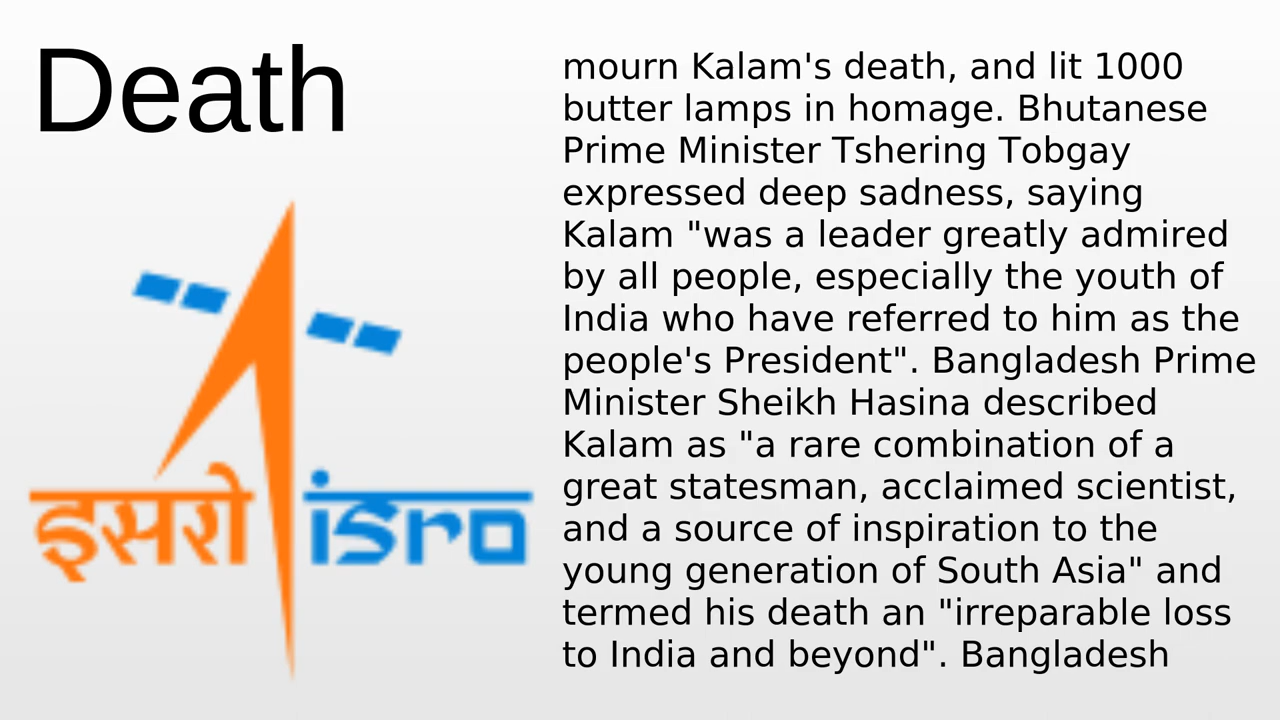 Death
इसरो isro
mourn Kalam's death, and lit 1000
butter lamps in homage. Bhutanese
Prime Minister Tshering Tobgay
expressed deep sadness, saying
Kalam "was a leader greatly admired
by all people, especially the youth of
India who have referred to him as the
people's President". Bangladesh Prime
Minister Sheikh Hasina described
Kalam as "a rare combination of a
great statesman, acclaimed scientist,
and a source of inspiration to the
young generation of South Asia" and
termed his death an "irreparable loss
to India and beyond". Bangladesh